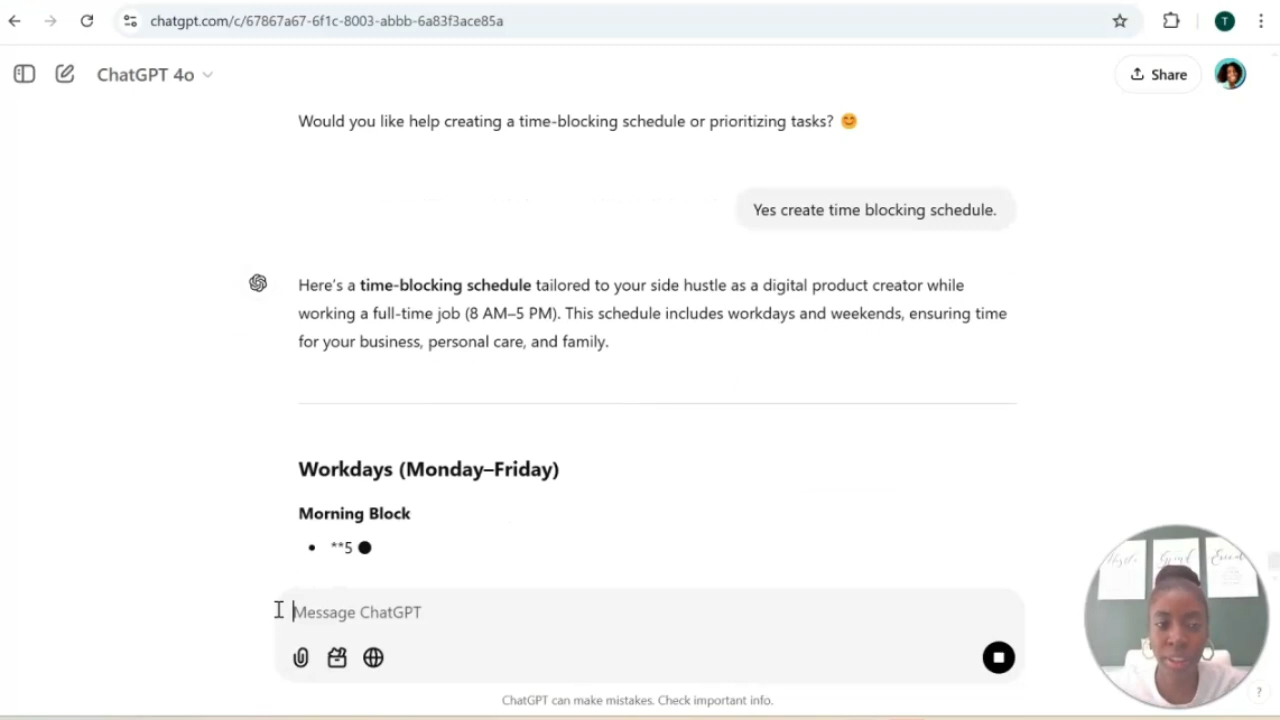 chatgpt.com/c/67867a67-6f1c-8003-abbb-6a83f3ace85a
T
ChatGPT 4o
Share
Would you like help creating a time-blocking schedule or prioritizing tasks? 😊
Yes create time blocking schedule.
Here's a time-blocking schedule tailored to your side hustle as a digital product creator while
working a full-time job (8 AM–5 PM). This schedule includes workdays and weekends, ensuring time
for your business, personal care, and family.
Workdays (Monday–Friday)
Morning Block
• **5
Message ChatGPT
ChatGPT can make mistakes. Check important info.
?